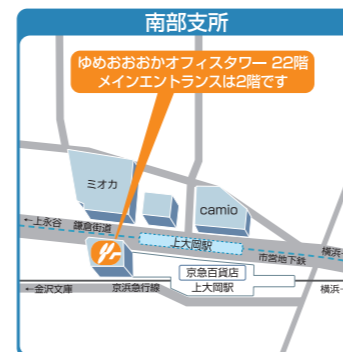 南部支所
ゆめおおおかオフィスタワー 22階
メインエントランスは2階です
ミオカ
camio
←上永谷
鎌倉街道
上大岡駅
市営地下鉄
横浜→
京急百貨店
上大岡駅
←金沢文庫
京浜急行線
横浜→